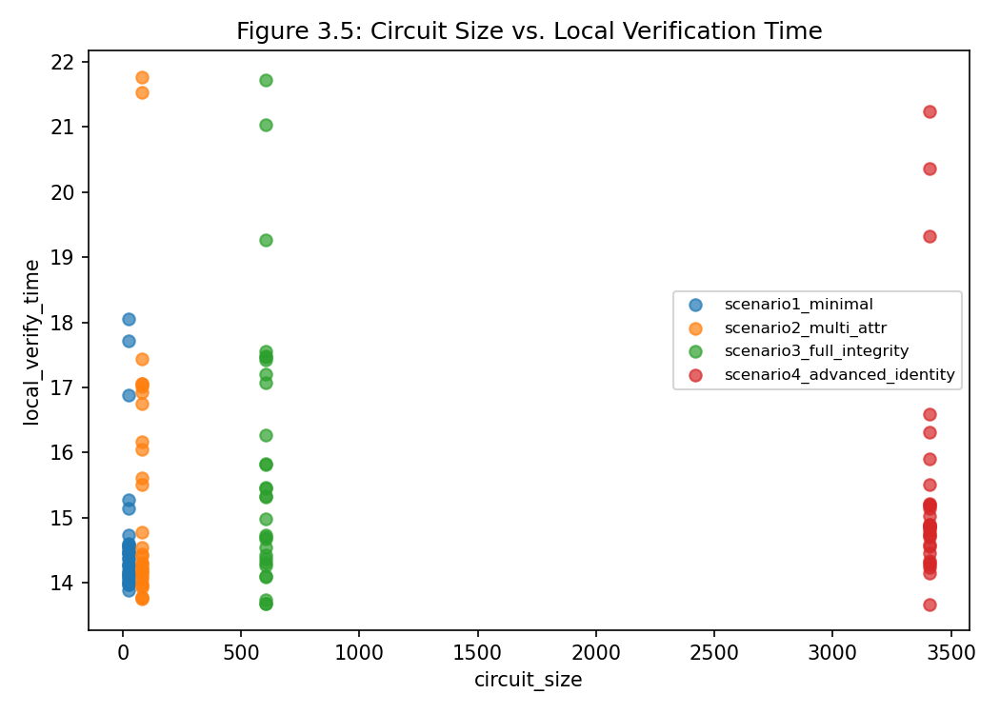 Figure 3.5: Circuit Size vs. Local Verification Time
local_verify_time
22
21
20
19
18
17
16
15
14
scenario1_minimal
scenario2_multi_attr
scenario3_full_integrity
scenario4_advanced_identity
0 500 1000 1500 2000 2500 3000 3500
circuit_size